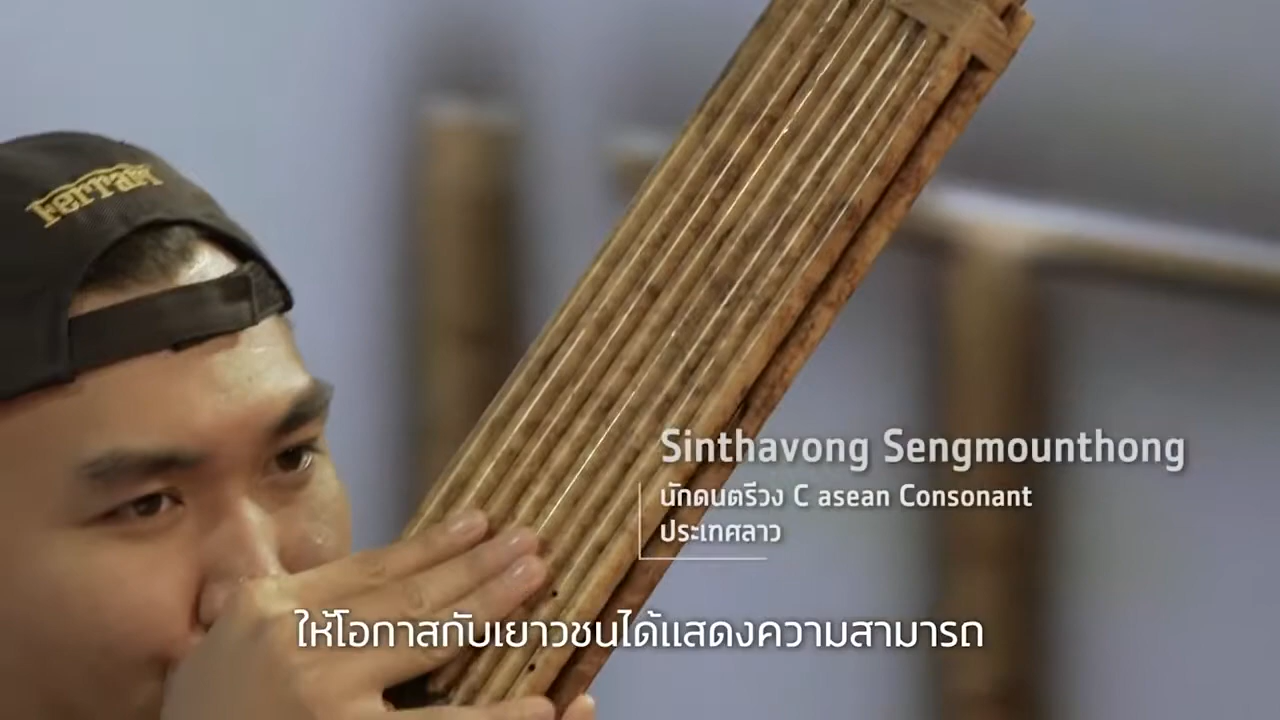 Ferrari
Sinthavong Sengmounthong
นักดนตรีวง C asean Consonant
ประเทศลาว
ให้โอกาสกับเยาวชนได้แสดงความสามารถ